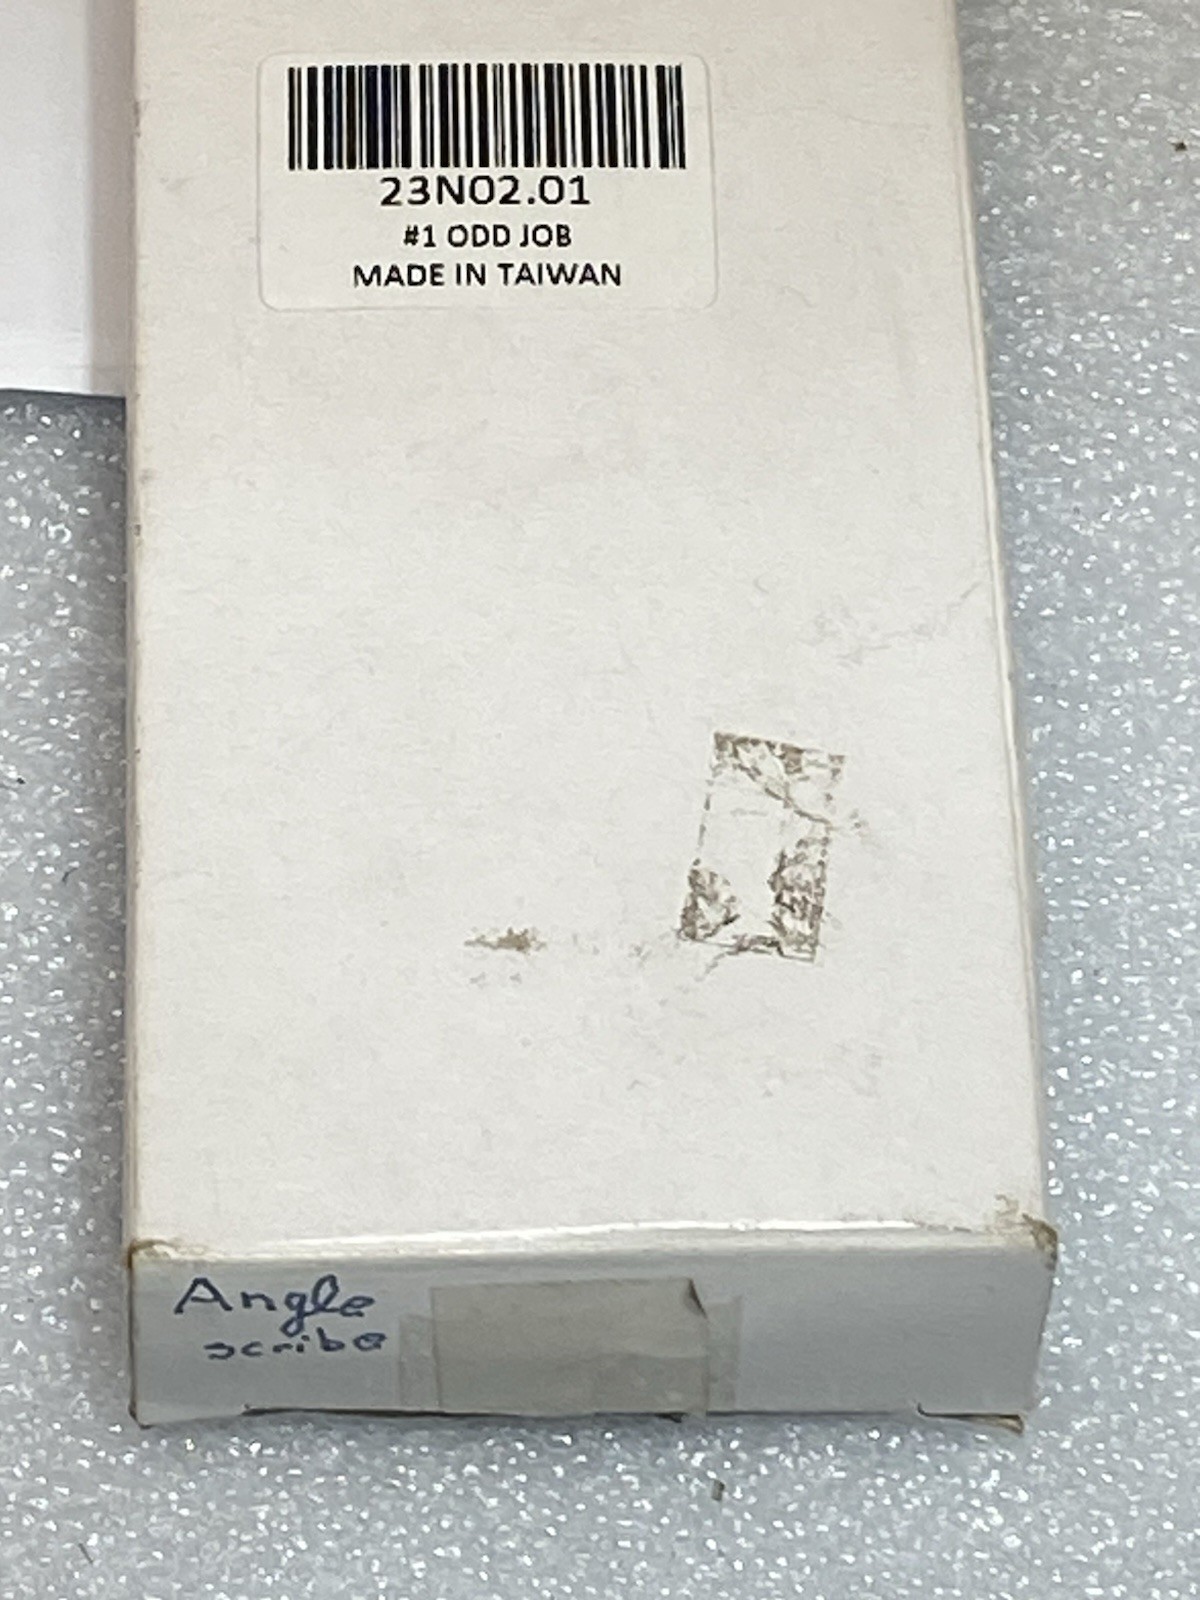 23N02.01
#1 ODD JOB
MADE IN TAIWAN
Angle
scribe